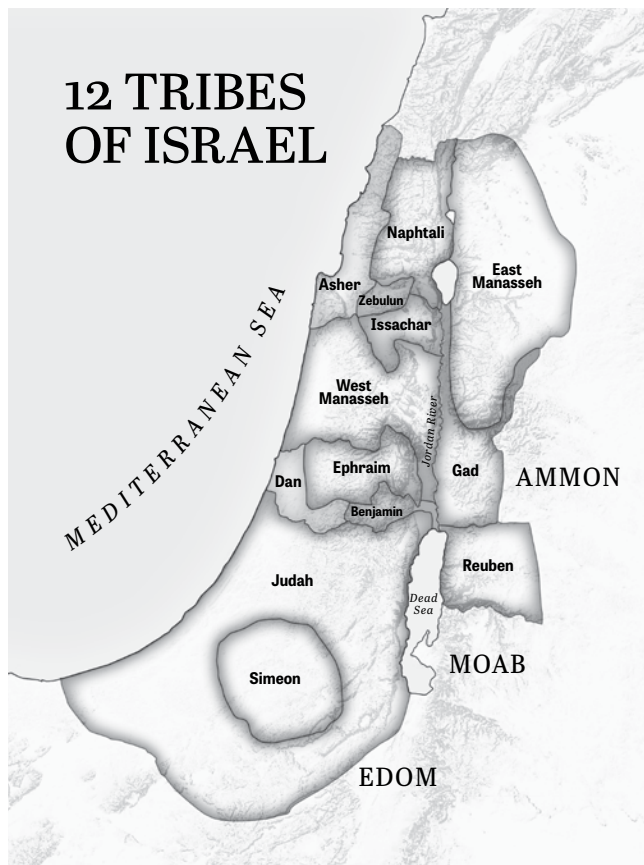 12 TRIBES
OF ISRAEL
Naphtali
East
Manasseh
Asher
Zebulun
Issachar
MEDITERRANEAN SEA
West
Manasseh
Jordan River
Ephraim
Gad
AMMON
Dan
Benjamin
Reuben
Judah
Dead
Sea
MOAB
Simeon
EDOM